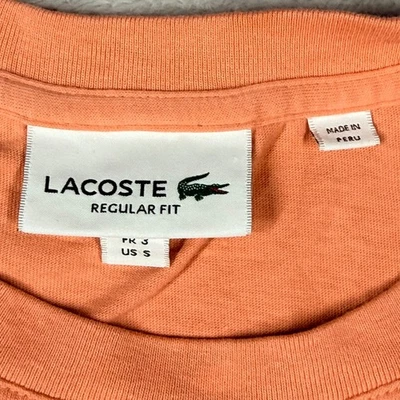 LACOSTE
REGULAR FIT
FR 3
US S
MADE IN
PERU